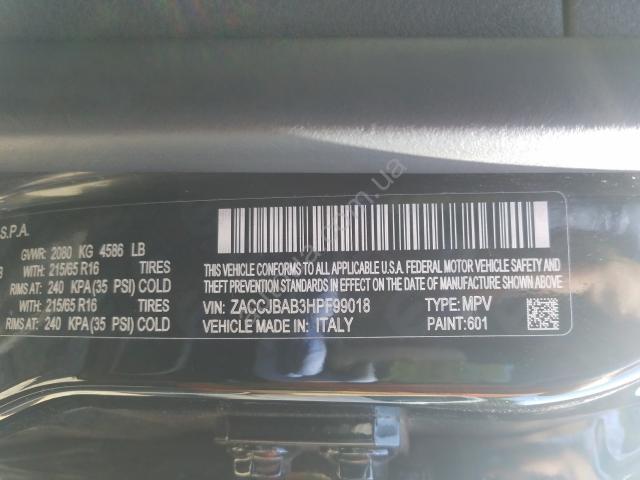 S.P.A.
GVWR: 2080 KG 4586 LB
WITH: 215/65 R16 TIRES
RIMS AT: 240 KPA(35 PSI) COLD
WITH: 215/65 R16 TIRES
RIMS AT: 240 KPA(35 PSI) COLD
THIS VEHICLE CONFORMS TO ALL APPLICABLE U.S.A. FEDERAL MOTOR VEHICLE SAFETY AND
THEFT PREVENTION STANDARDS IN EFFECT ON THE DATE OF MANUFACTURE SHOWN ABOVE.
VIN: ZACCJBAB3HPF99018 TYPE: MPV
VEHICLE MADE IN: ITALY PAINT: 601